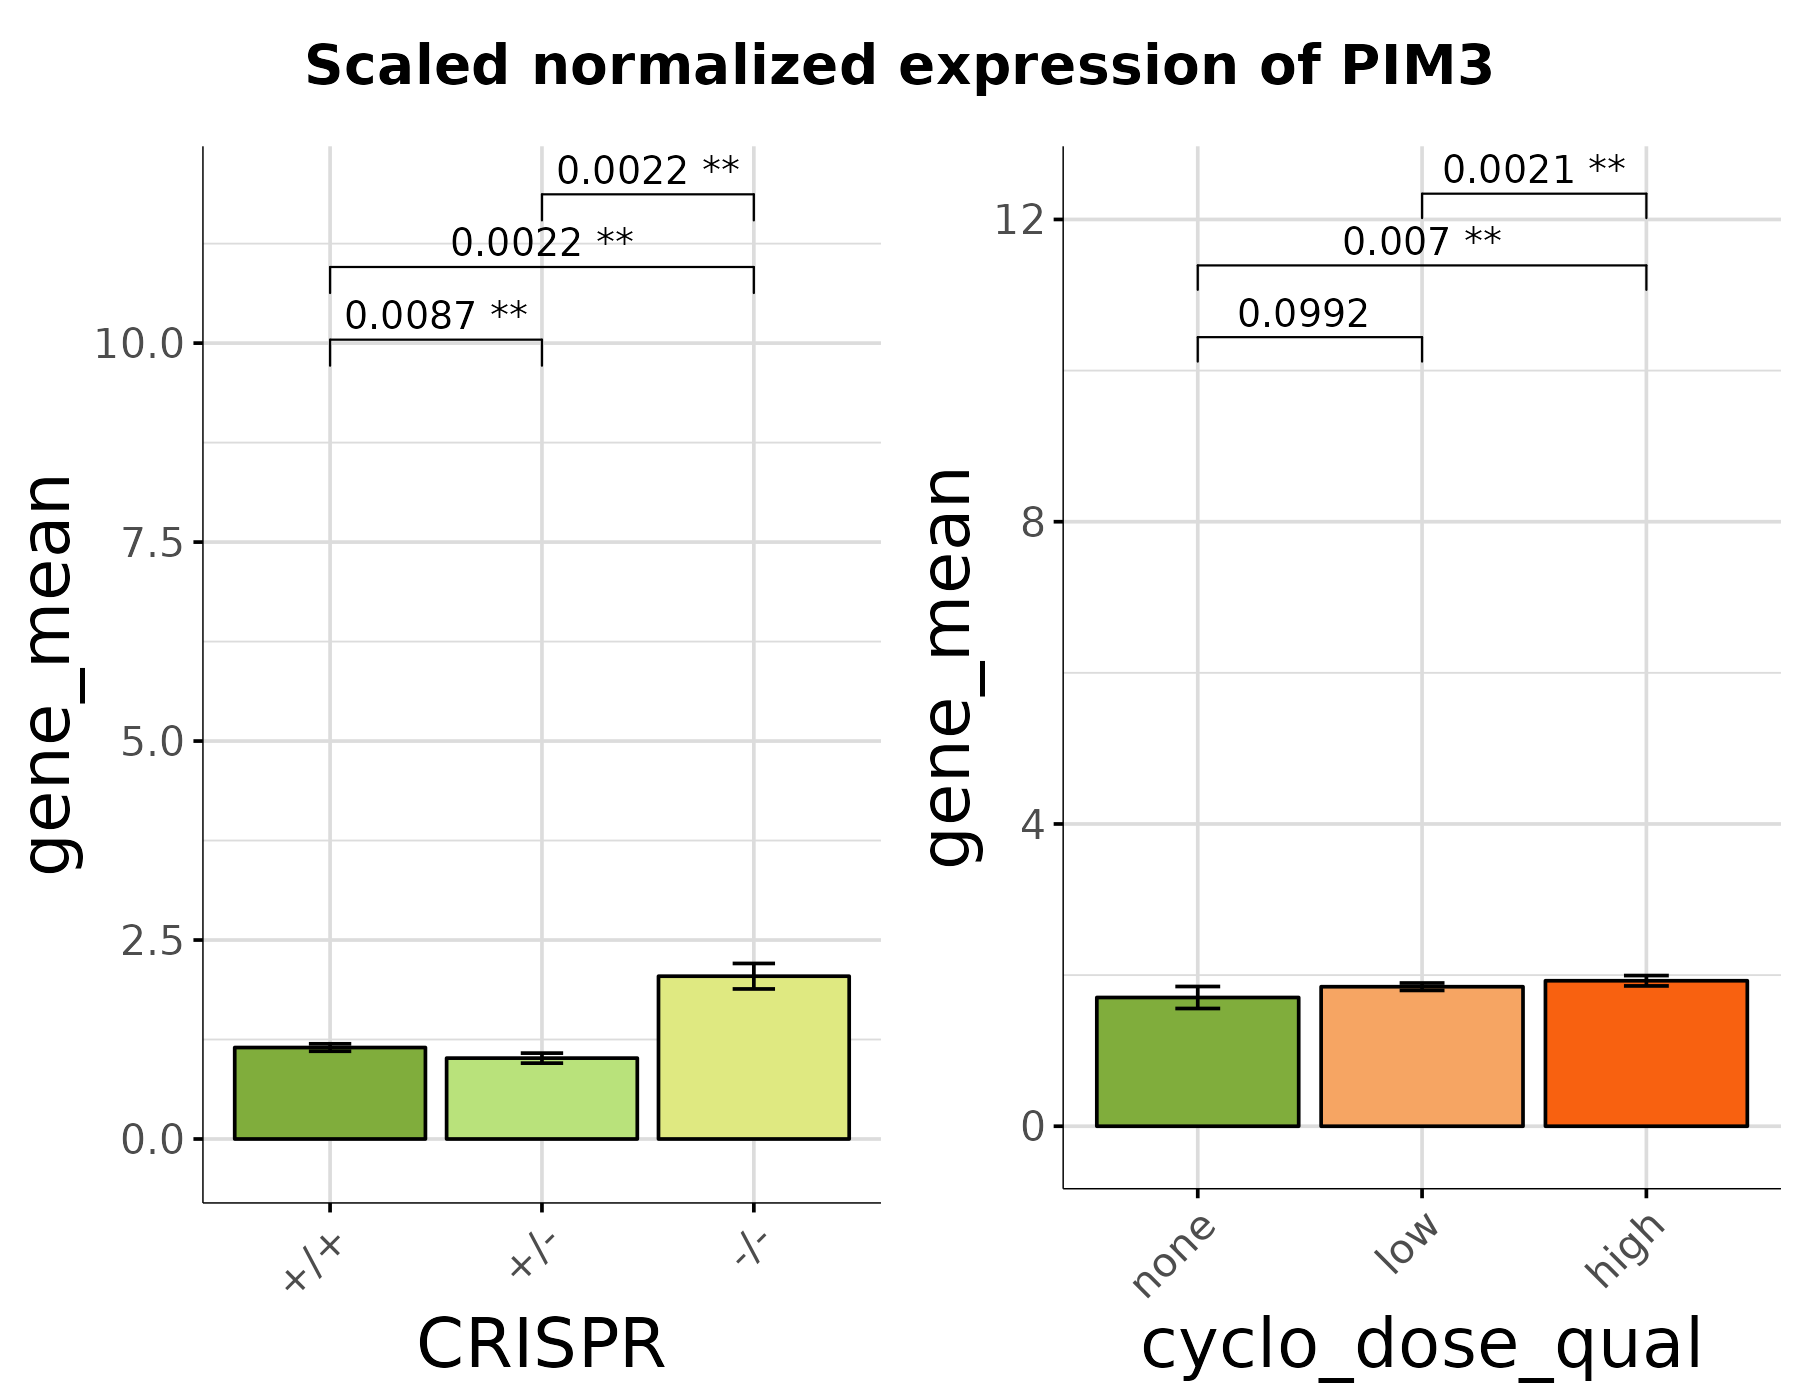 Scaled normalized expression of PIM3
0.0022 **
0.0022 **
0.0087 **
10.0
7.5
5.0
2.5
0.0
gene_mean
+/+
+/-
-/-
CRISPR
0.0021 **
0.007 **
0.0992
12
8
4
0
gene_mean
none
low
high
cyclo_dose_qual